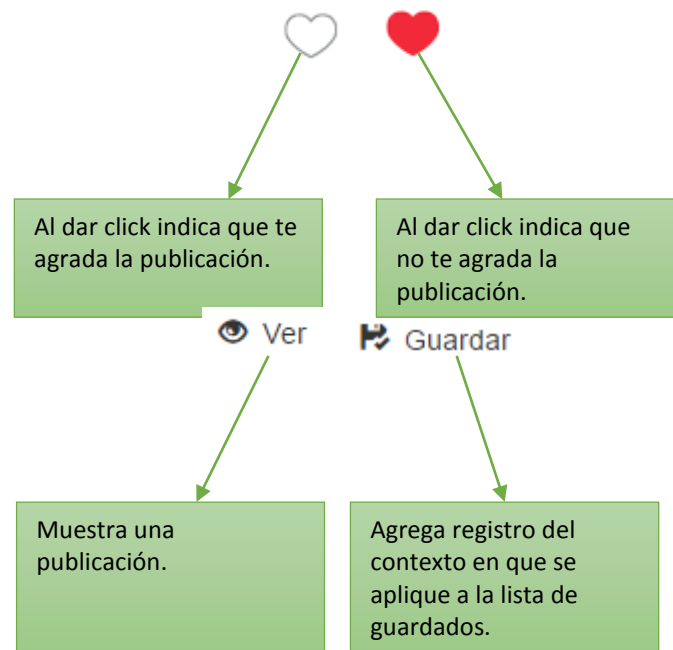 Al dar click indica que te
agrada la publicación.
Al dar click indica que
no te agrada la
publicación.
Ver
Guardar
Muestra una
publicación.
Agrega registro del
contexto en que se
aplique a la lista de
guardados.